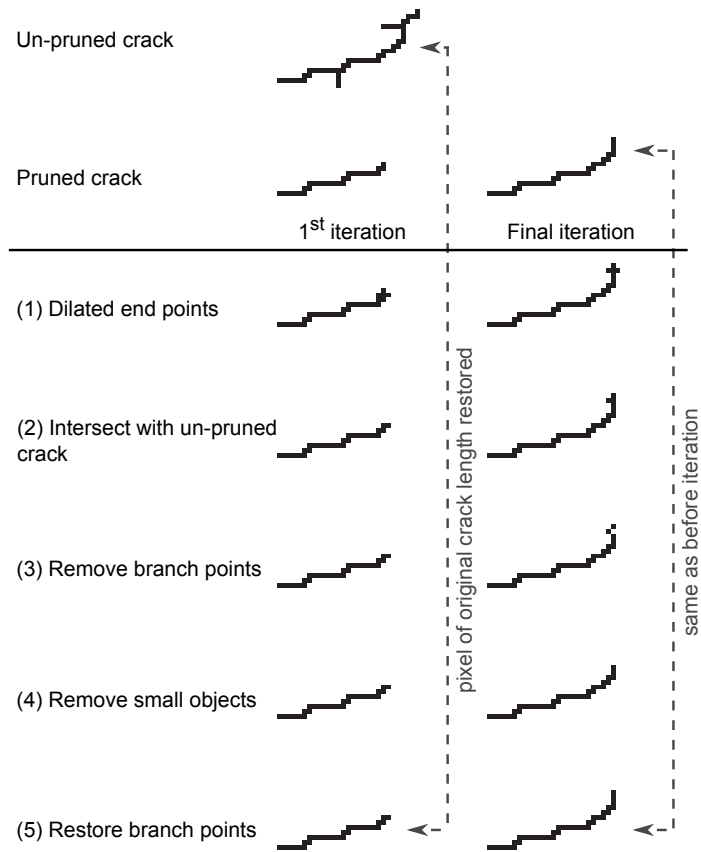 Un-pruned crack
Pruned crack
1st iteration
Final iteration
(1) Dilated end points
(2) Intersect with un-pruned
crack
(3) Remove branch points
(4) Remove small objects
(5) Restore branch points
pixel of original crack length restored
same as before iteration